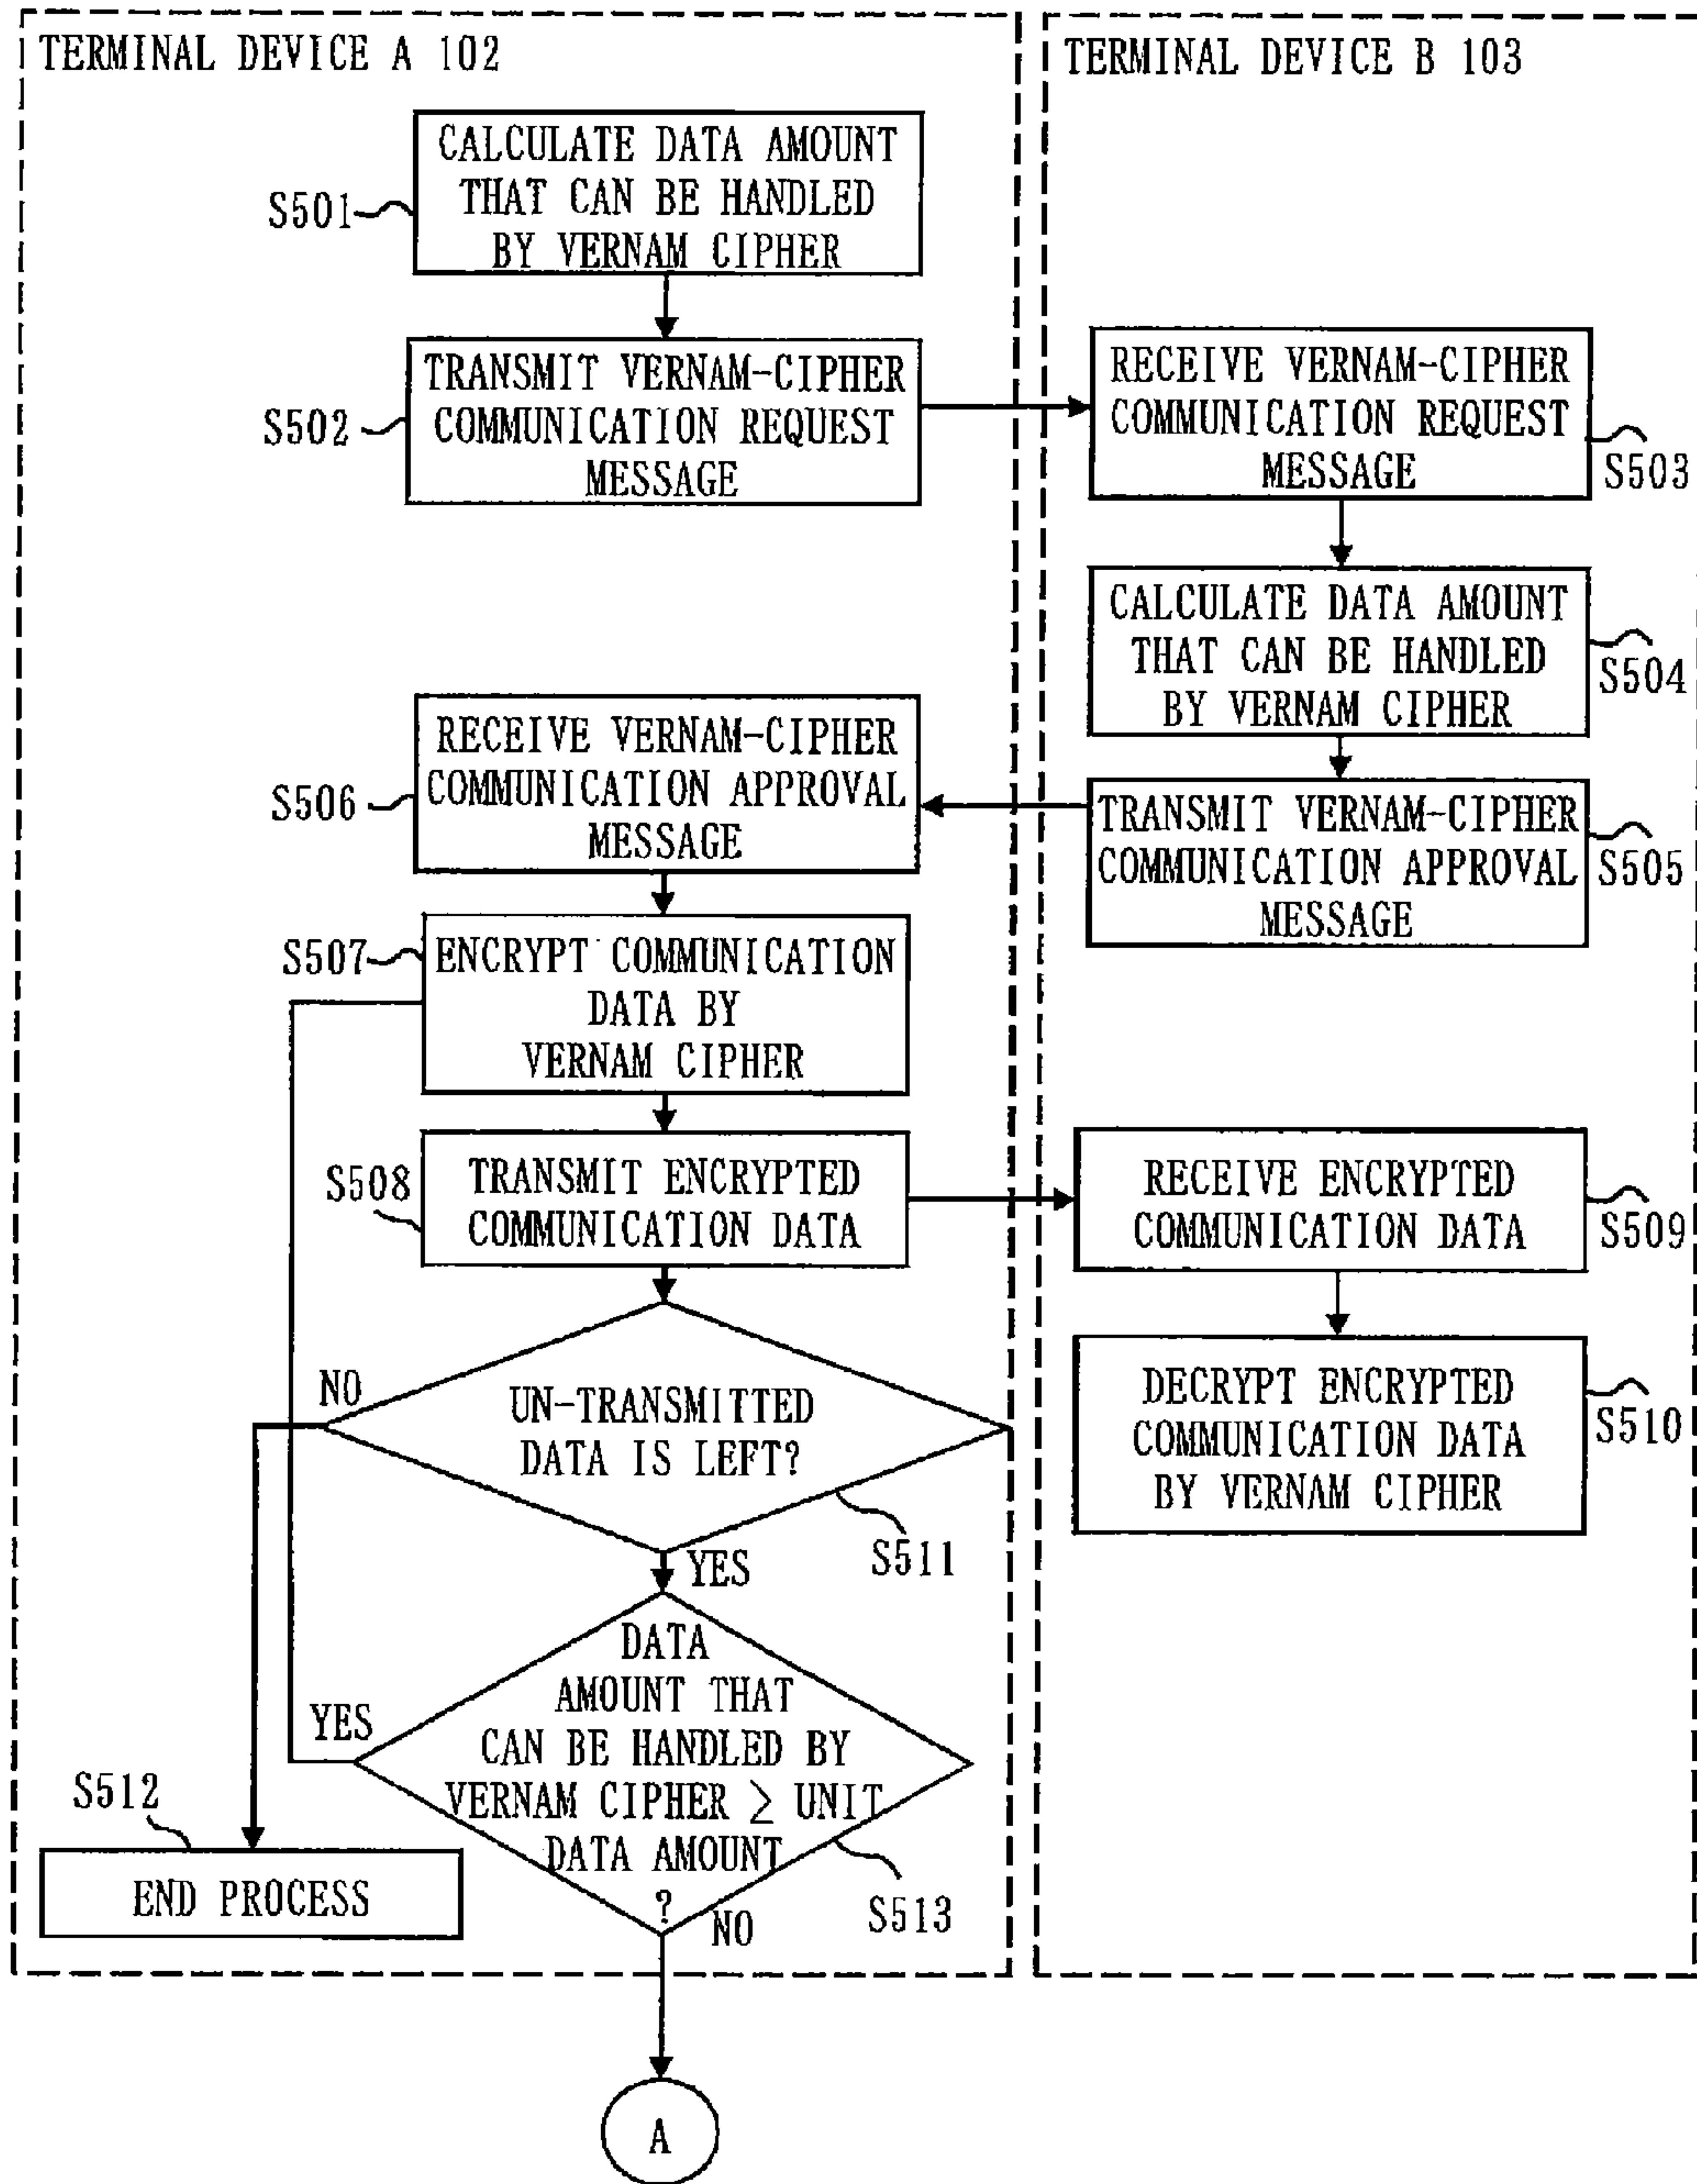 TERMINAL DEVICE A 102
TERMINAL DEVICE B 103
S501
CALCULATE DATA AMOUNT
THAT CAN BE HANDLED
BY VERNAM CIPHER
S502
TRANSMIT VERNAM-CIPHER
COMMUNICATION REQUEST
MESSAGE
RECEIVE VERNAM-CIPHER
COMMUNICATION REQUEST
MESSAGE
S503
CALCULATE DATA AMOUNT
THAT CAN BE HANDLED
BY VERNAM CIPHER
S504
TRANSMIT VERNAM-CIPHER
COMMUNICATION APPROVAL
MESSAGE
S505
S506
RECEIVE VERNAM-CIPHER
COMMUNICATION APPROVAL
MESSAGE
S507
ENCRYPT COMMUNICATION
DATA BY
VERNAM CIPHER
S508
TRANSMIT ENCRYPTED
COMMUNICATION DATA
RECEIVE ENCRYPTED
COMMUNICATION DATA
S509
DECRYPT ENCRYPTED
COMMUNICATION DATA
BY VERNAM CIPHER
S510
NO
UN-TRANSMITTED
DATA IS LEFT?
S511
YES
DATA
AMOUNT THAT
CAN BE HANDLED BY
VERNAM CIPHER ≥ UNIT
DATA AMOUNT
?
YES
S513
NO
S512
END PROCESS
A